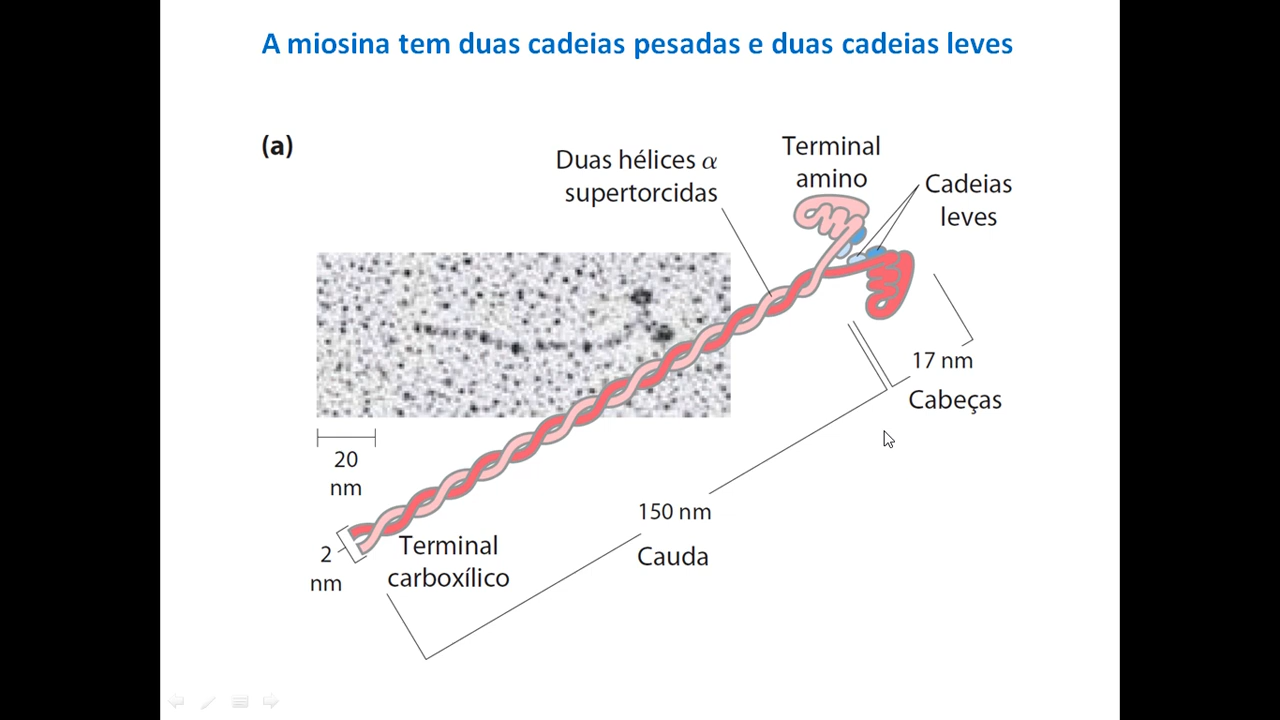 A miosina tem duas cadeias pesadas e duas cadeias leves
(a)
Duas hélices α
supertorcidas
Terminal
amino
Cadeias
leves
17 nm
Cabeças
20
nm
150 nm
Cauda
2
nm
Terminal
carboxílico